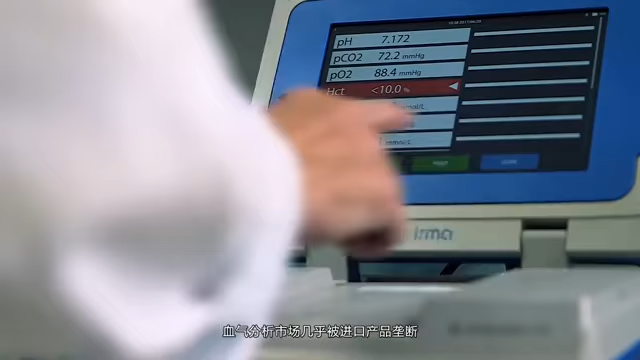 pH 7.172
pCO2 72.2 mmHg
pO2 88.4 mmHg
Hct <10.0 %
irma
血气分析市场几乎被进口产品垄断